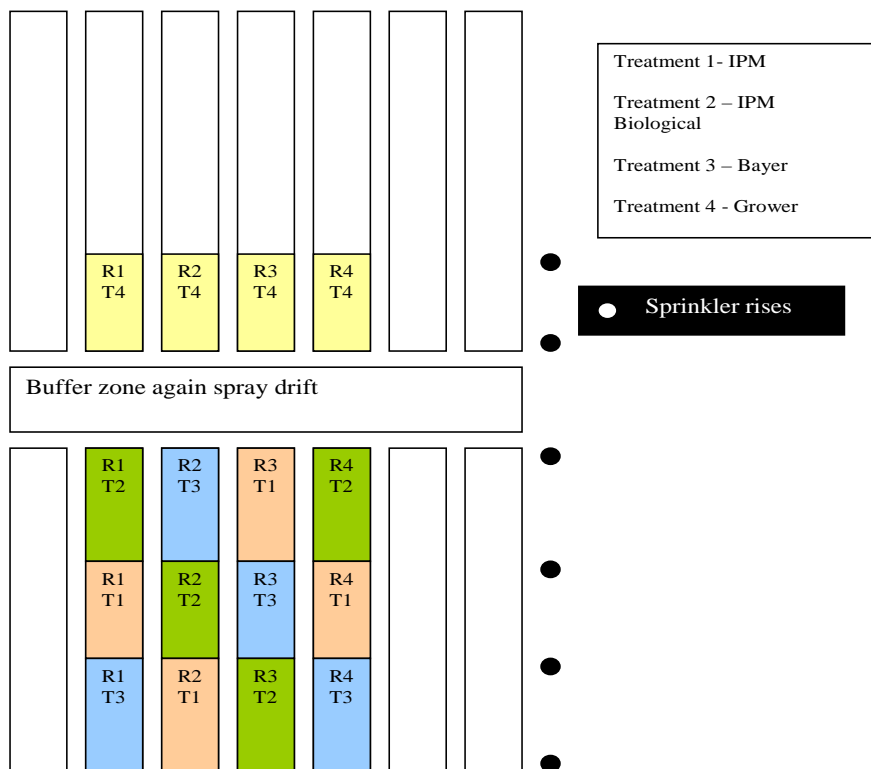 Treatment 1- IPM
Treatment 2 – IPM
Biological
Treatment 3 – Bayer
Treatment 4 - Grower
R1
T4
R2
T4
R3
T4
R4
T4
Sprinkler rises
Buffer zone again spray drift
R1
T2
R2
T3
R3
T1
R4
T2
R1
T1
R2
T2
R3
T3
R4
T1
R1
T3
R2
T1
R3
T2
R4
T3